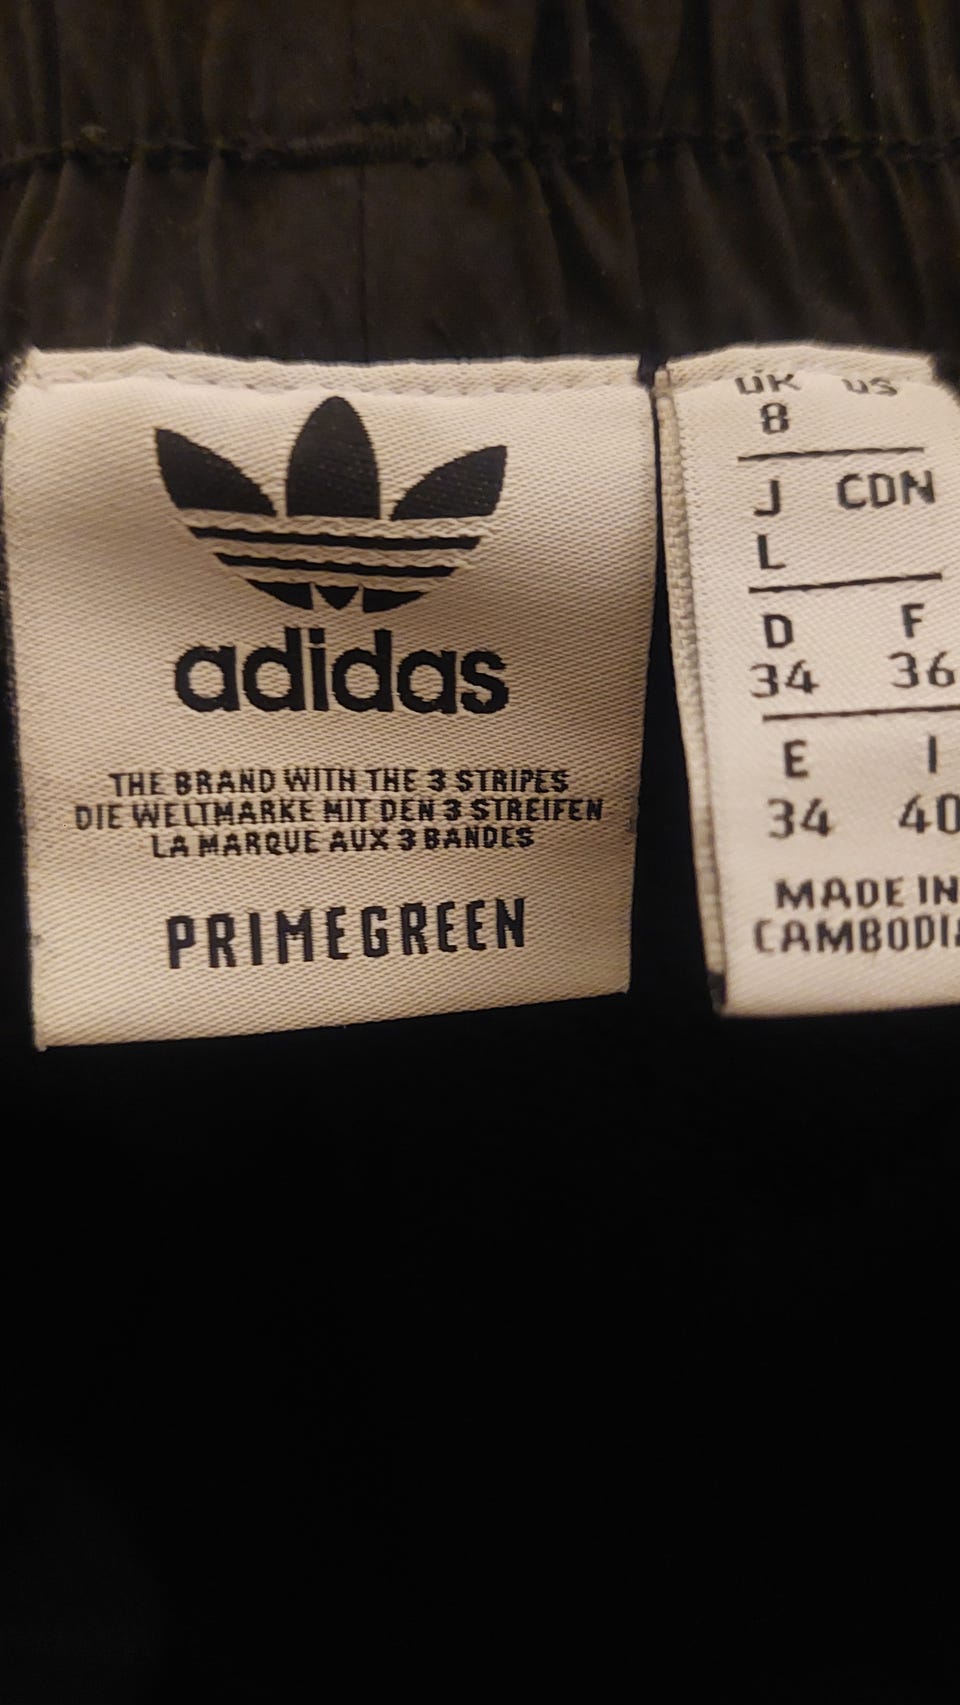 adidas
THE BRAND WITH THE 3 STRIPES
DIE WELTMARKE MIT DEN 3 STREIFEN
LA MARQUE AUX 3 BANDES
PRIMEGREEN
UK US
8
J CDN
L
D F
34 36
E I
34 40
MADE IN
CAMBODI